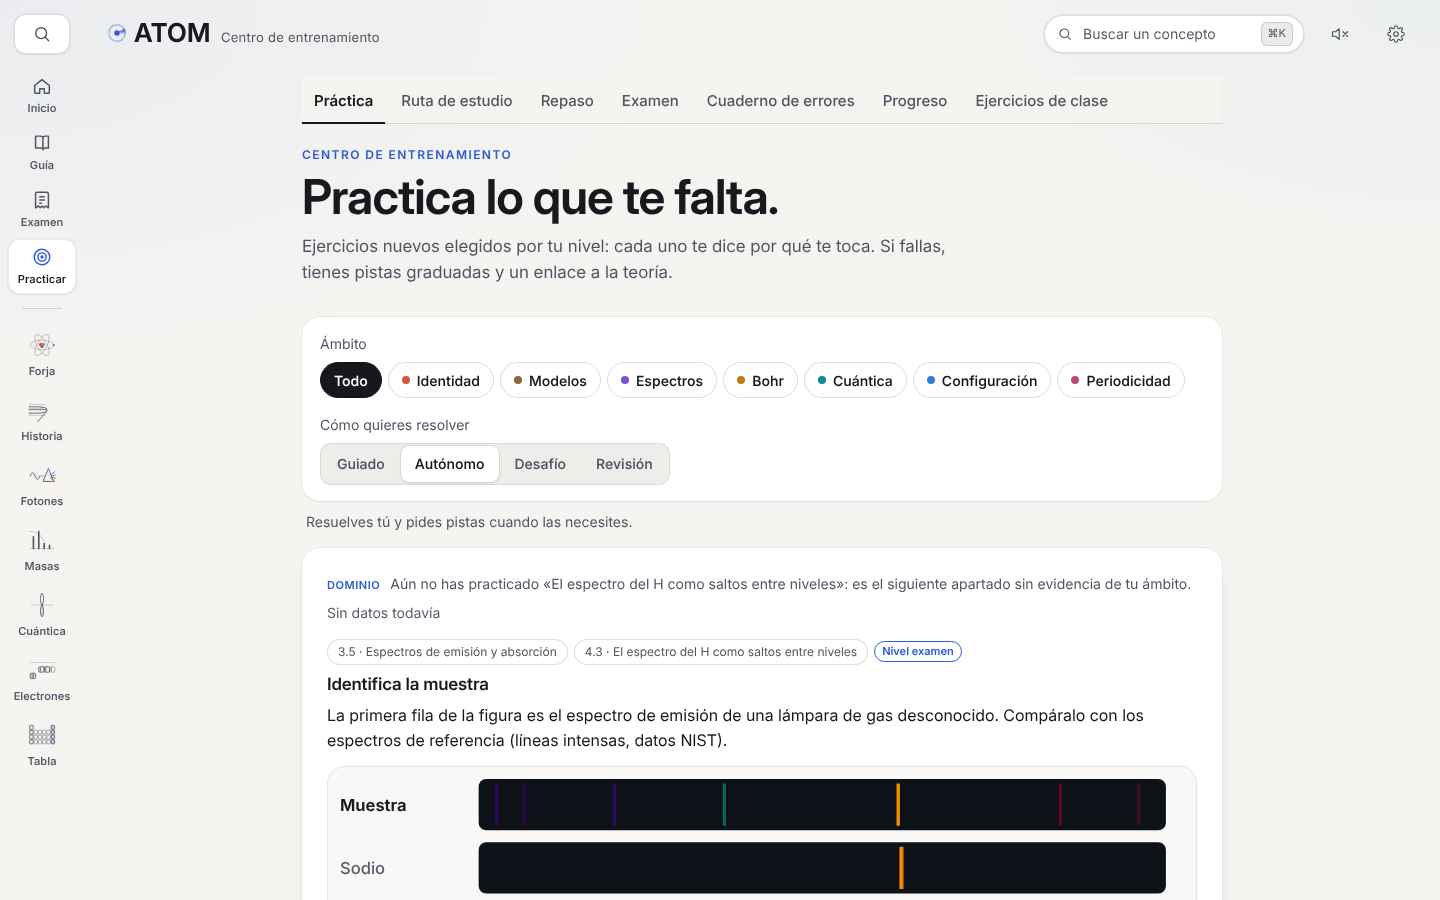 ATOM
Centro de entrenamiento
Buscar un concepto
⌘K
Inicio
Guía
Examen
Practicar
Forja
Historia
Fotones
Masas
Cuántica
Electrones
Tabla
Práctica
Ruta de estudio
Repaso
Examen
Cuaderno de errores
Progreso
Ejercicios de clase
CENTRO DE ENTRENAMIENTO
Practica lo que te falta.
Ejercicios nuevos elegidos por tu nivel: cada uno te dice por qué te toca. Si fallas,
tienes pistas graduadas y un enlace a la teoría.
Ámbito
Todo
Identidad
Modelos
Espectros
Bohr
Cuántica
Configuración
Periodicidad
Cómo quieres resolver
Guiado
Autónomo
Desafío
Revisión
Resuelves tú y pides pistas cuando las necesites.
DOMINIO Aún no has practicado «El espectro del H como saltos entre niveles»: es el siguiente apartado sin evidencia de tu ámbito.
Sin datos todavía
3.5 · Espectros de emisión y absorción
4.3 · El espectro del H como saltos entre niveles
Nivel examen
Identifica la muestra
La primera fila de la figura es el espectro de emisión de una lámpara de gas desconocido. Compáralo con los
espectros de referencia (líneas intensas, datos NIST).
Muestra
Sodio